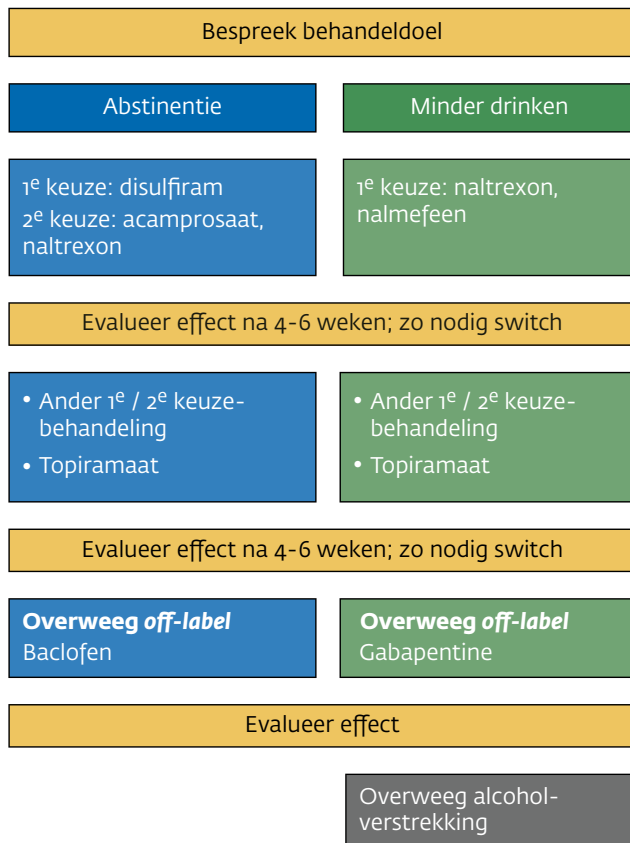 Bespreek behandeldoel
Abstinentie
Minder drinken
1e keuze: disulfiram
2e keuze: acamprosaat,
naltrexon
1e keuze: naltrexon,
nalmefeen
Evalueer effect na 4-6 weken; zo nodig switch
• Ander 1e / 2e keuze-
behandeling
• Topiramaat
• Ander 1e / 2e keuze-
behandeling
• Topiramaat
Evalueer effect na 4-6 weken; zo nodig switch
Overweeg off-label
Baclofen
Overweeg off-label
Gabapentine
Evalueer effect
Overweeg alcohol-
verstrekking